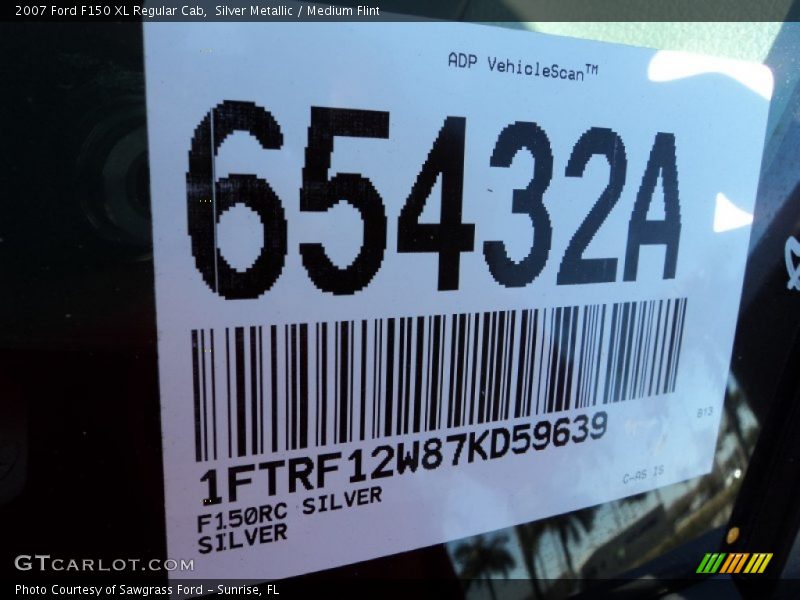 2007 Ford F150 XL Regular Cab,  Silver Metallic / Medium Flint
ADP VehicleScan™
65432A
1FTRF12W87KD59639
B13
F150RC SILVER
C-AS IS
SILVER
GTCARLOT.COM
Photo Courtesy of Sawgrass Ford - Sunrise, FL